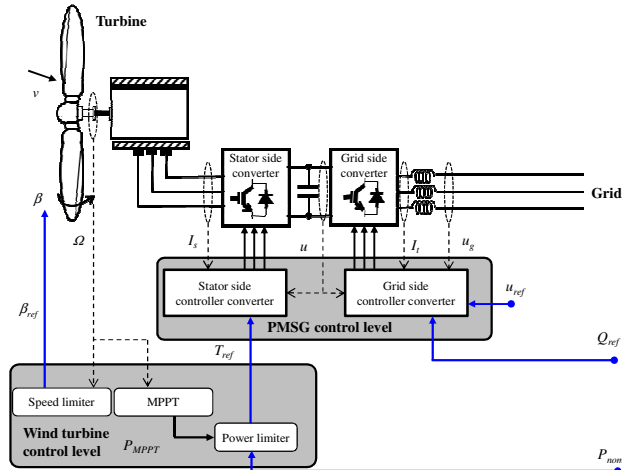 Turbine
v
Stator side
converter
Grid side
converter
Grid
β
Ω
I_s
u
I_t
u_g
Stator side
controller converter
Grid side
controller converter
u_ref
β_ref
PMSG control level
T_ref
Q_ref
Speed limiter
MPPT
Wind turbine
control level
P_MPPT
Power limiter
P_nom